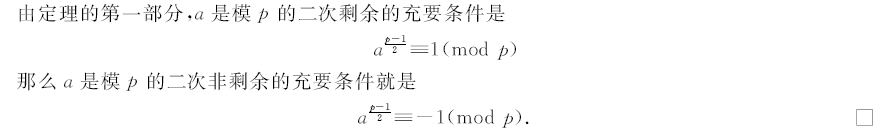 由定理的第一部分,a 是模 p 的二次剩余的充要条件是
a^{\frac{p-1}{2}}≡1(mod p)
那么 a 是模 p 的二次非剩余的充要条件就是
a^{\frac{p-1}{2}}≡−1(mod p). □